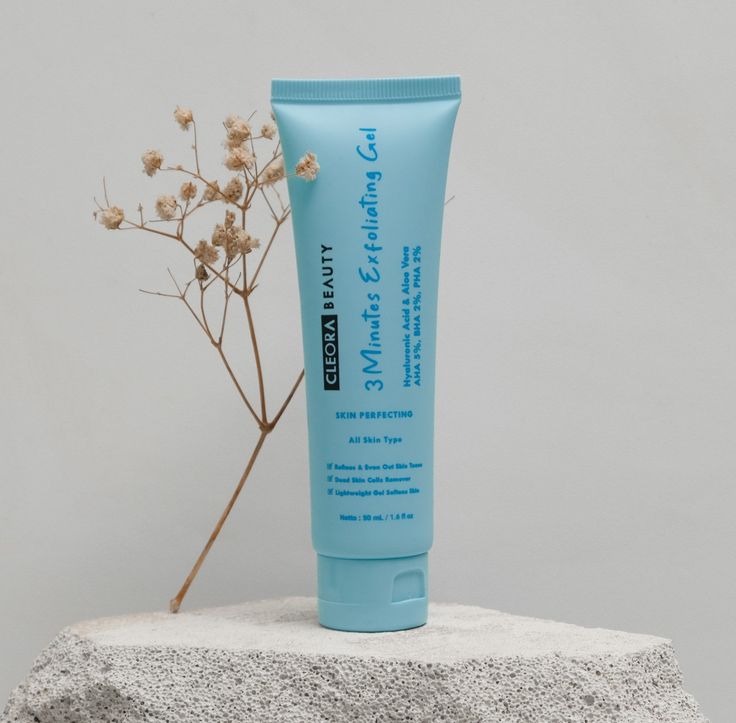 CLEORA BEAUTY
3 Minutes Exfoliating Gel
Hyaluronic Acid & Aloe Vera
AHA 5%, BHA 2%, PHA 2%
SKIN PERFECTING
All Skin Type
Refines & Even Out Skin Tones
Dead Skin Cells Remover
Lightweight Gel Softens Skin
Netto : 50 mL / 1.6 fl oz